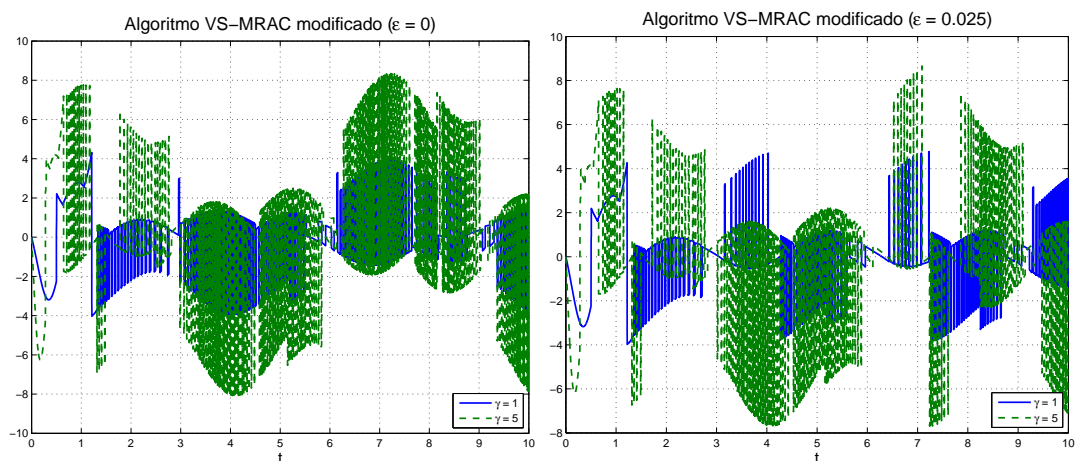 Algoritmo VS−MRAC modificado (ε = 0)
10
8
6
4
2
0
−2
−4
−6
−8
−10
0 1 2 3 4 5 6 7 8 9 10
t
γ = 1
γ = 5
Algoritmo VS−MRAC modificado (ε = 0.025)
10
8
6
4
2
0
−2
−4
−6
−8
0 1 2 3 4 5 6 7 8 9 10
t
γ = 1
γ = 5